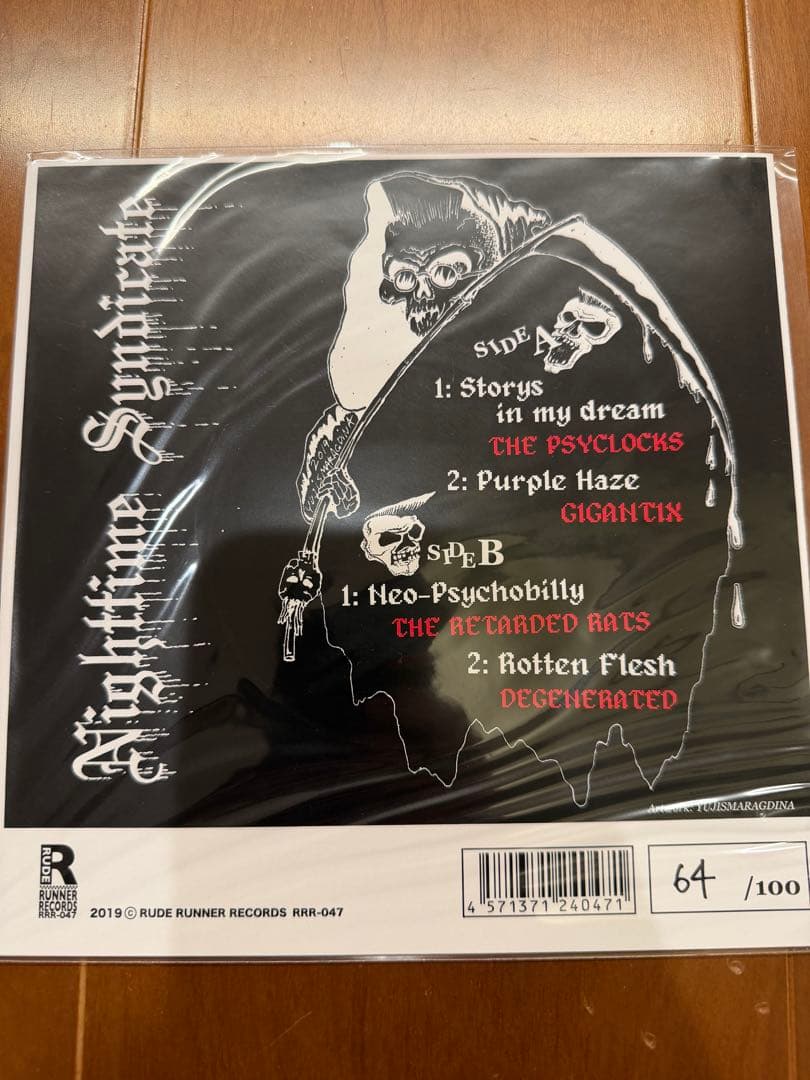 Nighttime Syndicate
SIDE A
1: Storys
in my dream
THE PSYCLOCKS
2: Purple Haze
GIGANTIX
SIDE B
1: Neo-Psychobilly
THE RETARDED RATS
2: Rotten Flesh
DEGENERATED
2019
YUJISMARAGDINA
Artwork: YUJISMARAGDINA
RUDE
R
RUNNER
RECORDS
RRR-047
2019 © RUDE RUNNER RECORDS RRR-047
4 571371 240471
64 /100